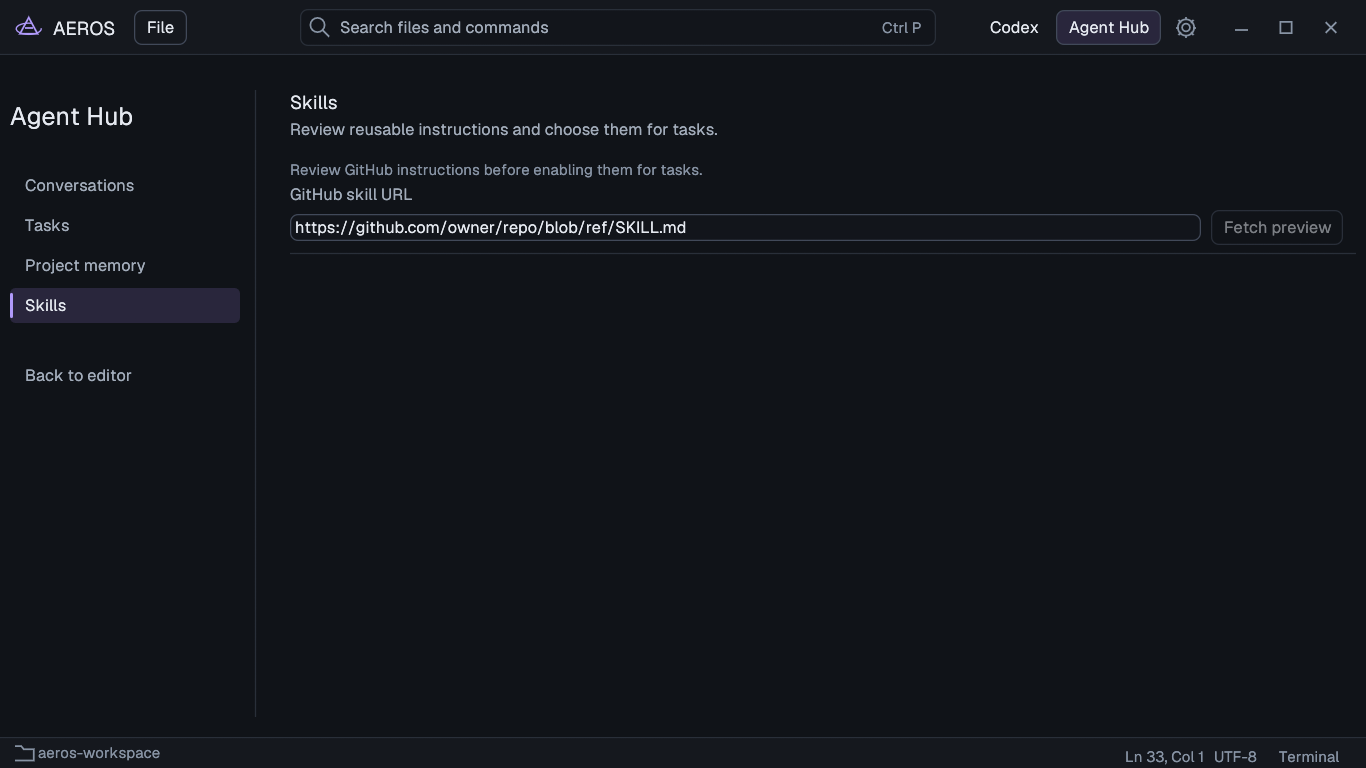 AEROS File Search files and commands Ctrl P Codex Agent Hub
Agent Hub
Conversations
Tasks
Project memory
Skills
Back to editor
Skills
Review reusable instructions and choose them for tasks.
Review GitHub instructions before enabling them for tasks.
GitHub skill URL
https://github.com/owner/repo/blob/ref/SKILL.md Fetch preview
aeros-workspace Ln 33, Col 1 UTF-8 Terminal